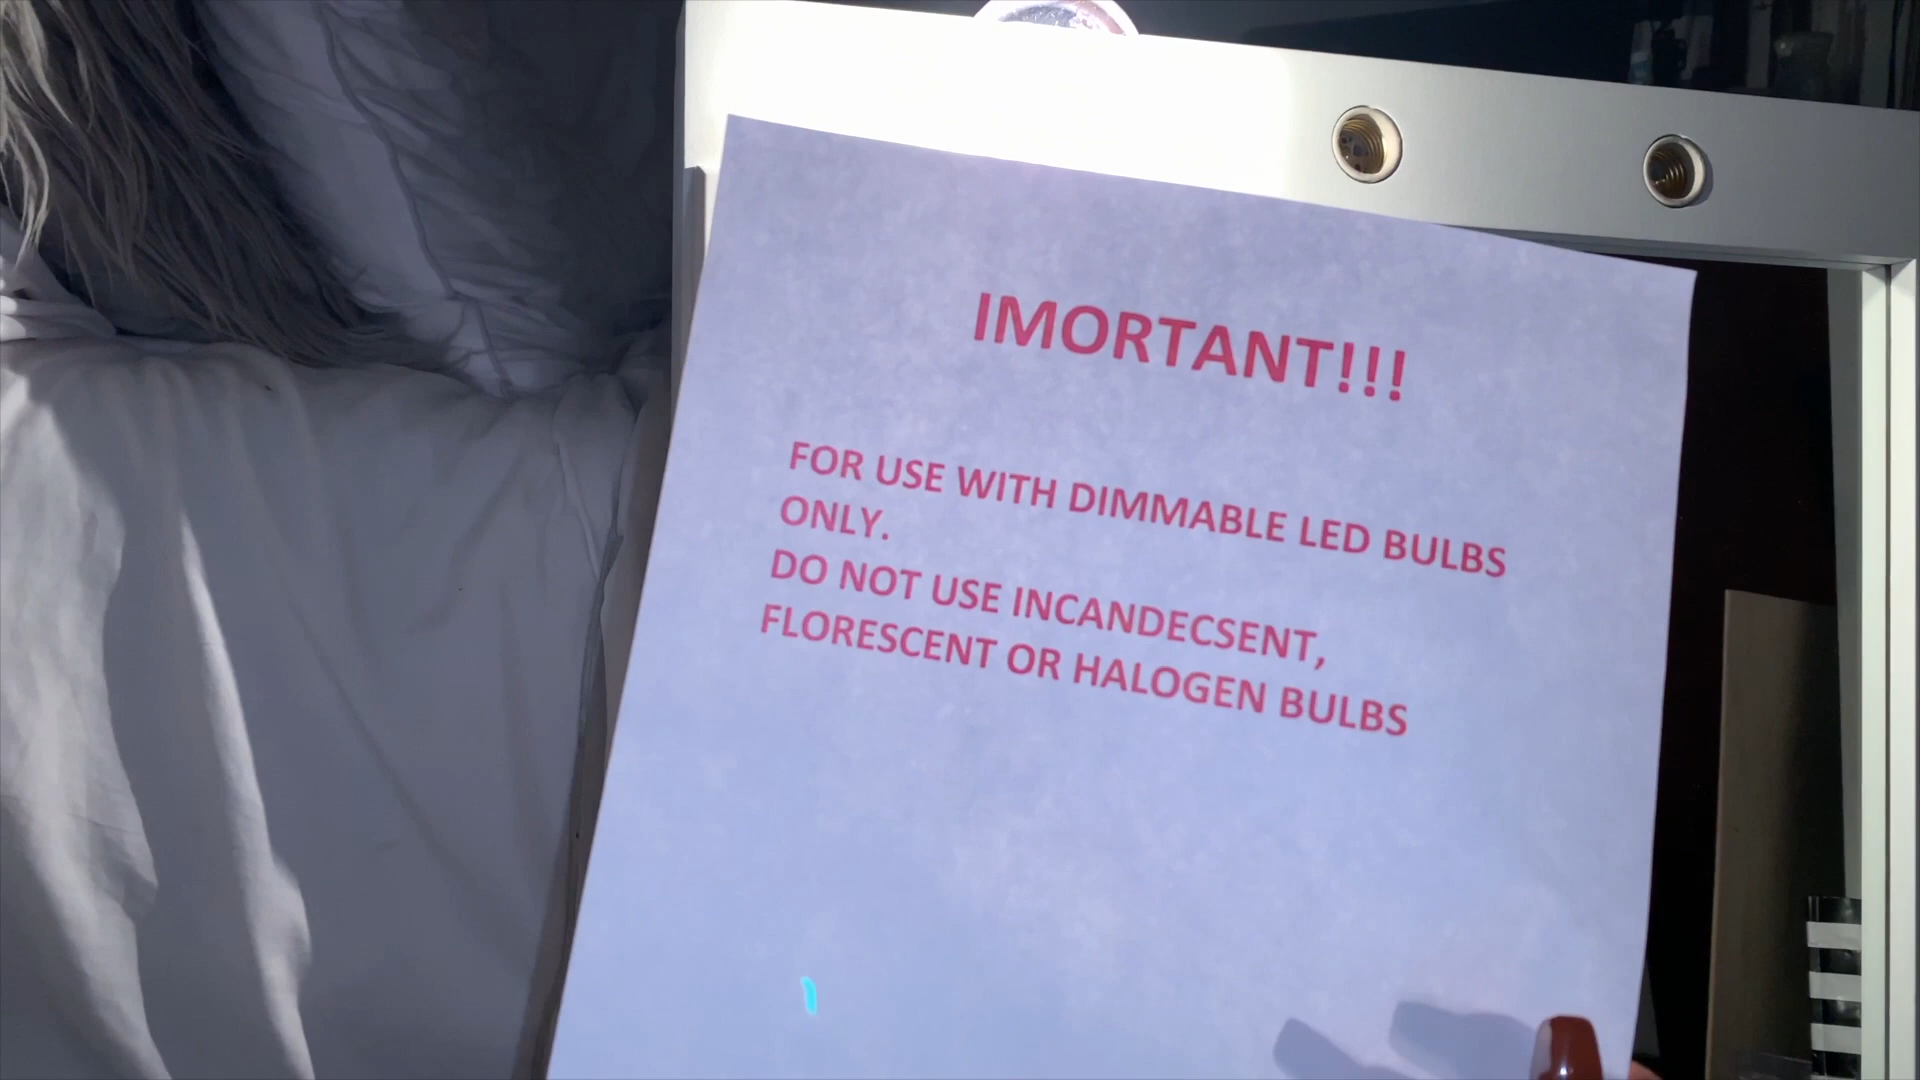 IMORTANT!!!
FOR USE WITH DIMMABLE LED BULBS
ONLY.
DO NOT USE INCANDECSENT,
FLORESCENT OR HALOGEN BULBS